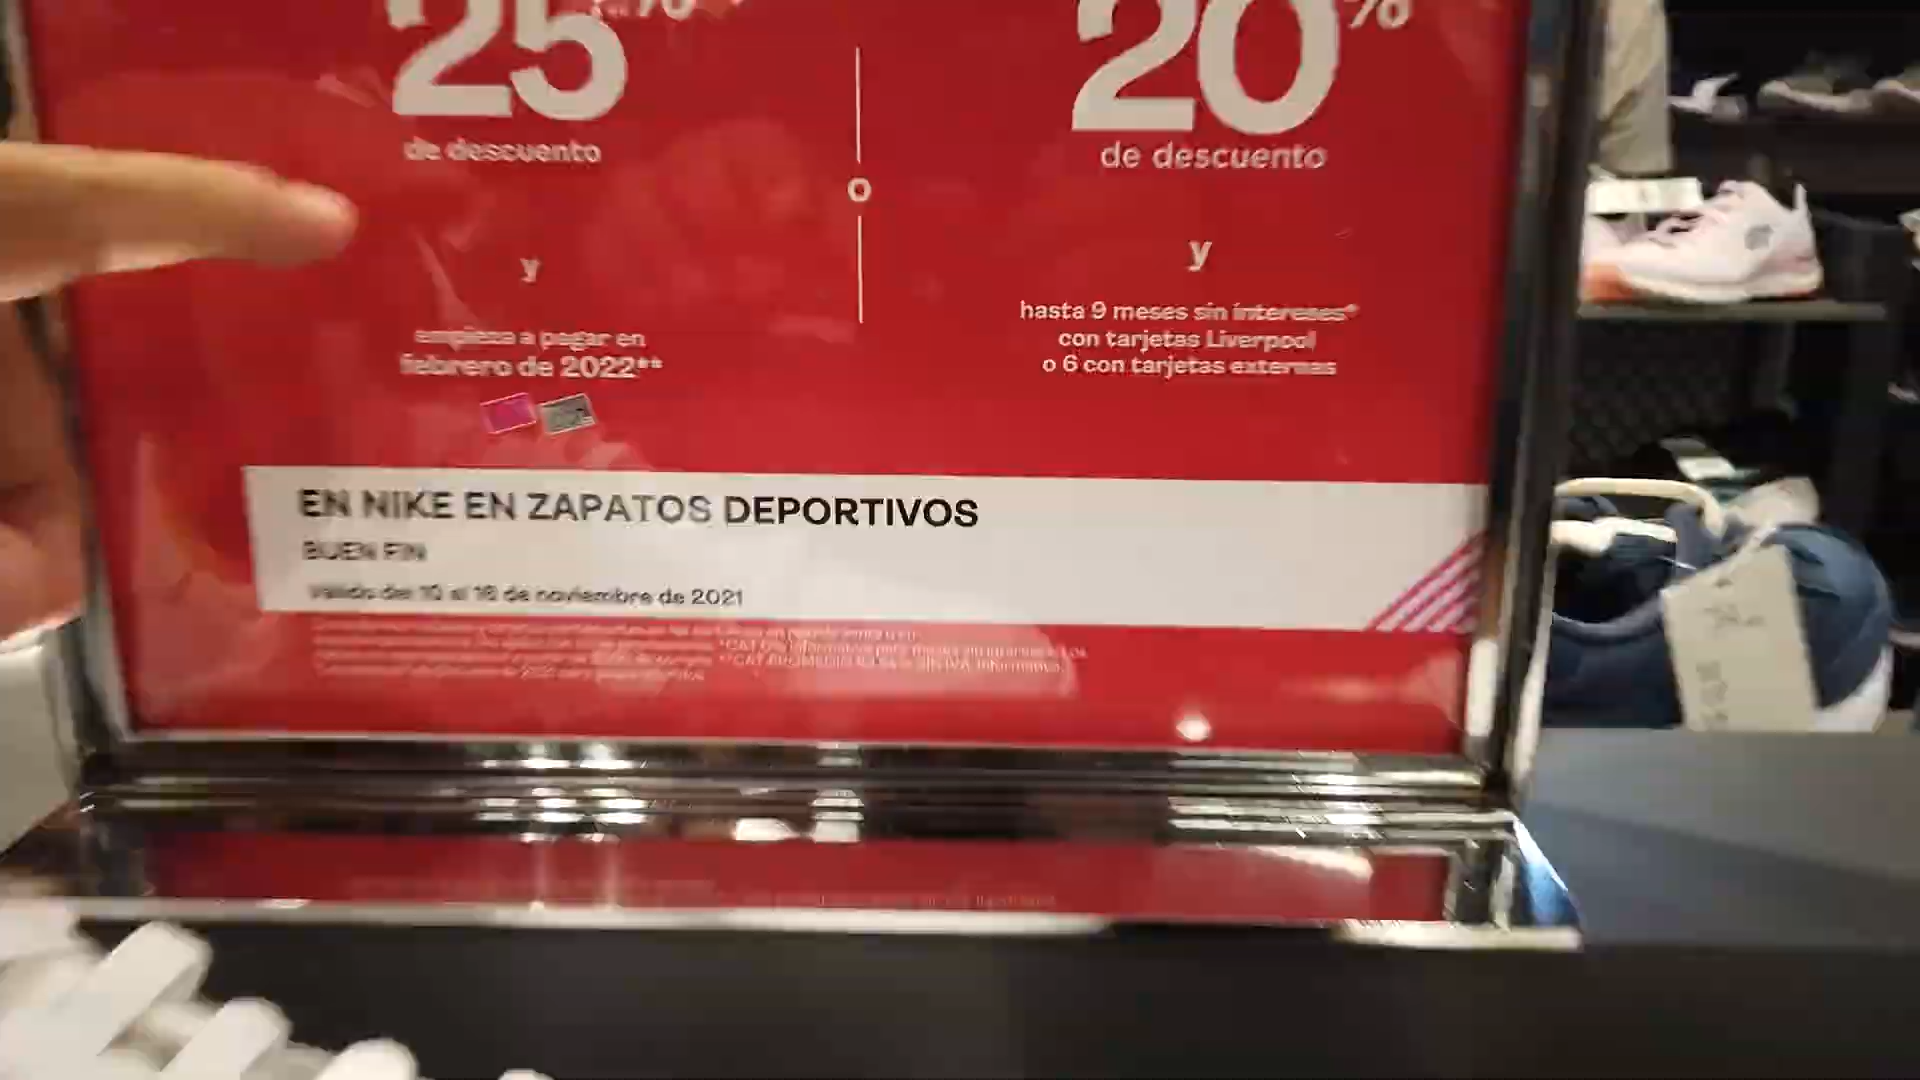 25%
de descuento
y
empieza a pagar en
febrero de 2022**
o
20%
de descuento
y
hasta 9 meses sin intereses*
con tarjetas Liverpool
o 6 con tarjetas externas
EN NIKE EN ZAPATOS DEPORTIVOS
BUEN FIN
Válido del 10 al 16 de noviembre de 2021